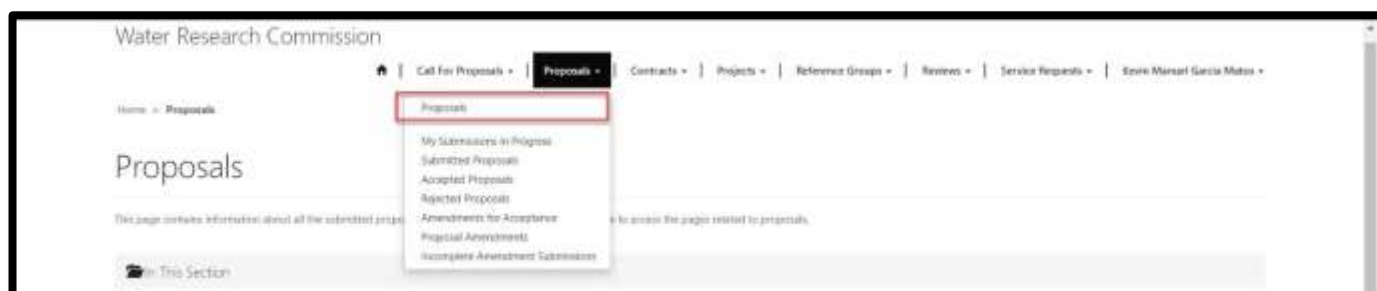 Water Research Commission
Call For Proposals | Proposals | Contracts | Projects | Reference Groups | Reviews | Service Requests | Kevin Manuel Garcia Matos
Home > Proposals
Proposals
My Submissions in Progress
Submitted Proposals
Accepted Proposals
Rejected Proposals
Amendments for Acceptance
Proposal Amendments
Incomplete Amendment Submissions
Proposals
This page contains information about all the submitted propo
to access the pages related to proposals.
In This Section